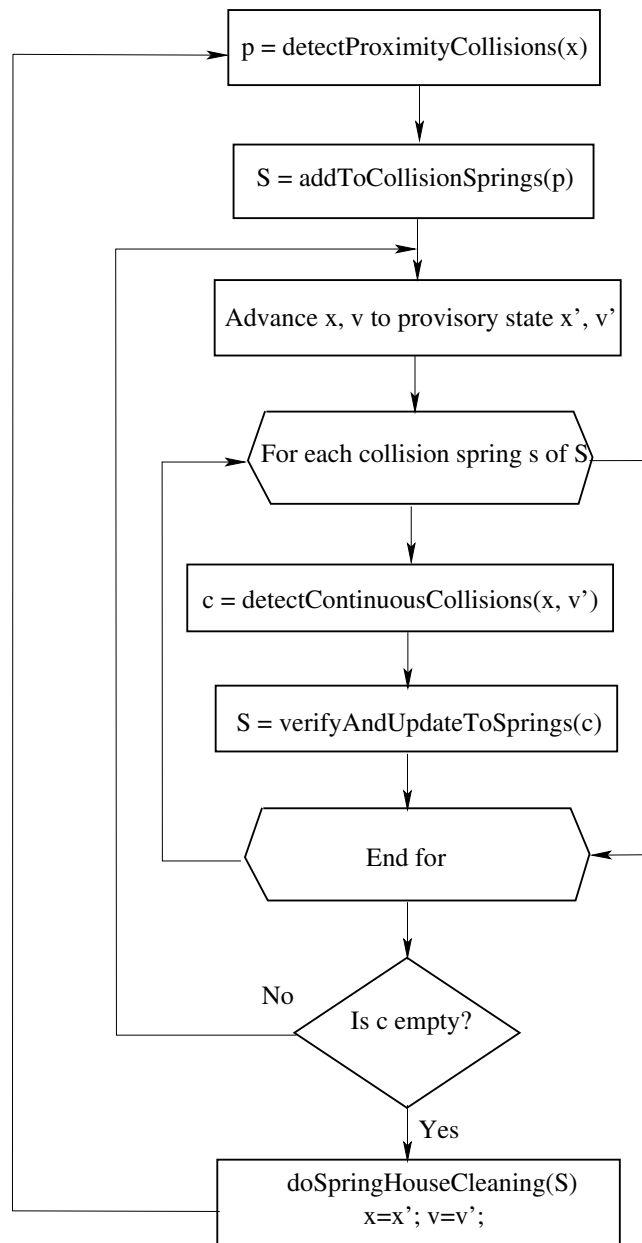 p = detectProximityCollisions(x)
S = addToCollisionSprings(p)
Advance x, v to provisory state x’, v’
For each collision spring s of S
c = detectContinuousCollisions(x, v’)
S = verifyAndUpdateToSprings(c)
End for
No
Is c empty?
Yes
doSpringHouseCleaning(S)
x=x’; v=v’;